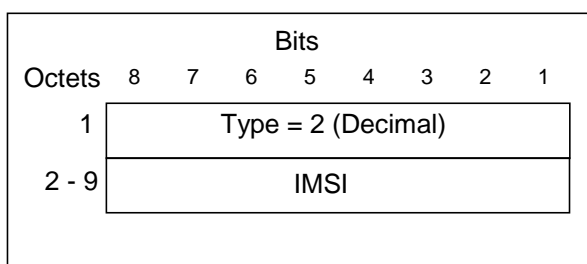 Bits
Octets 8 7 6 5 4 3 2 1
1 Type = 2 (Decimal)
2 - 9 IMSI